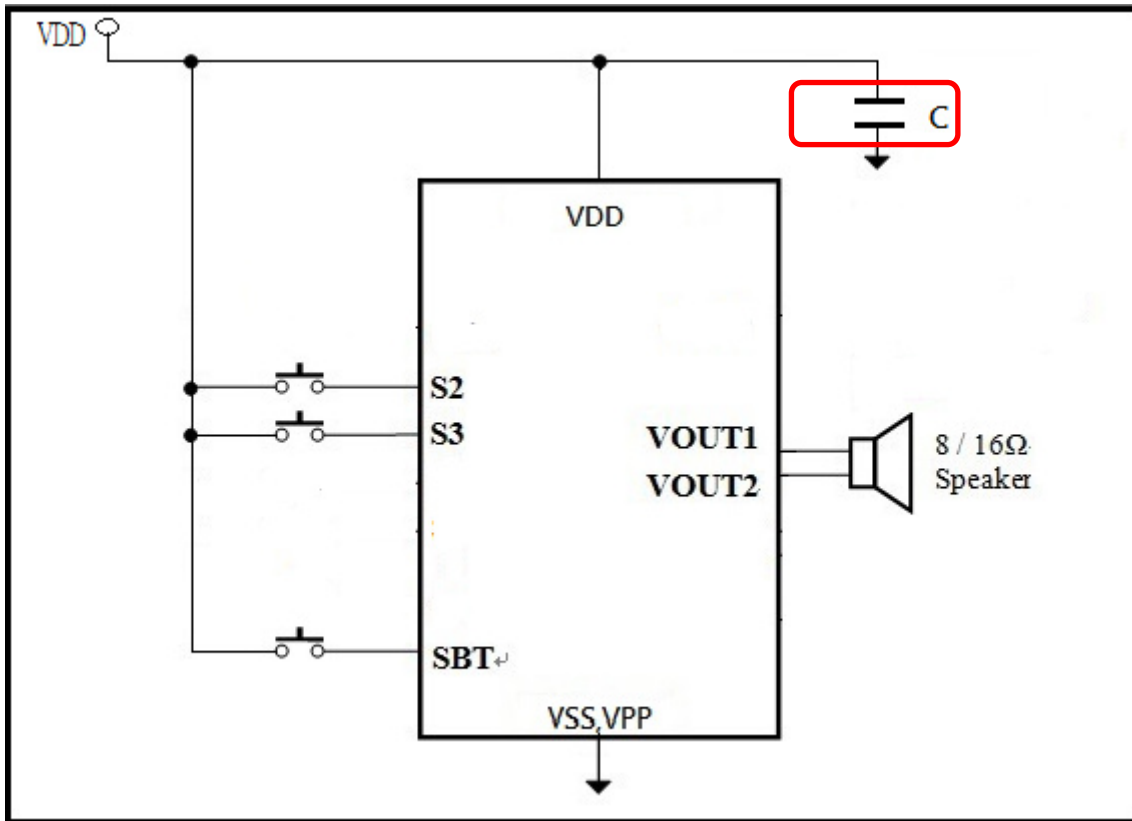 VDD
C
VDD
S2
S3
VOUT1
8 / 16Ω
VOUT2
Speaker
SBT↵
VSS,VPP